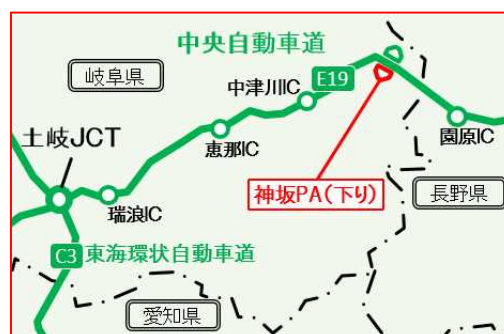 中央自動車道
岐阜県
中津川IC
E19
園原IC
土岐JCT
恵那IC
神坂PA(下り)
長野県
瑞浪IC
C3 東海環状自動車道
愛知県